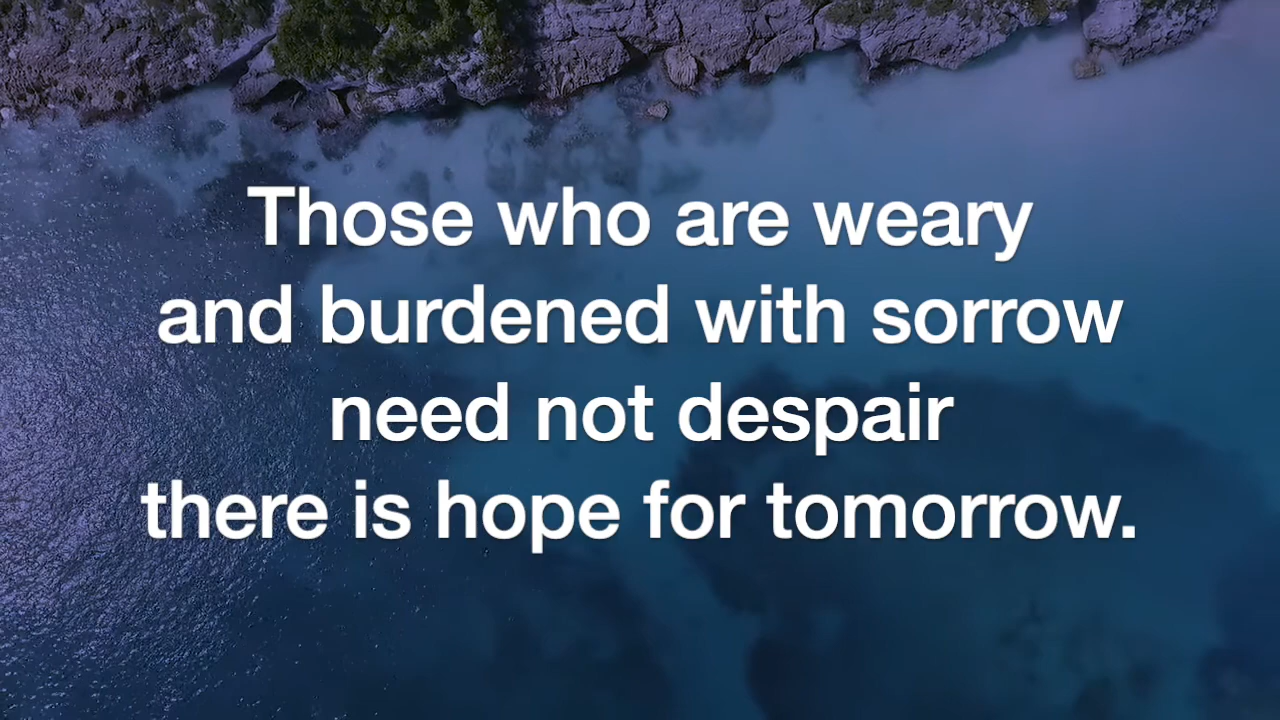 Those who are weary
and burdened with sorrow
need not despair
there is hope for tomorrow.